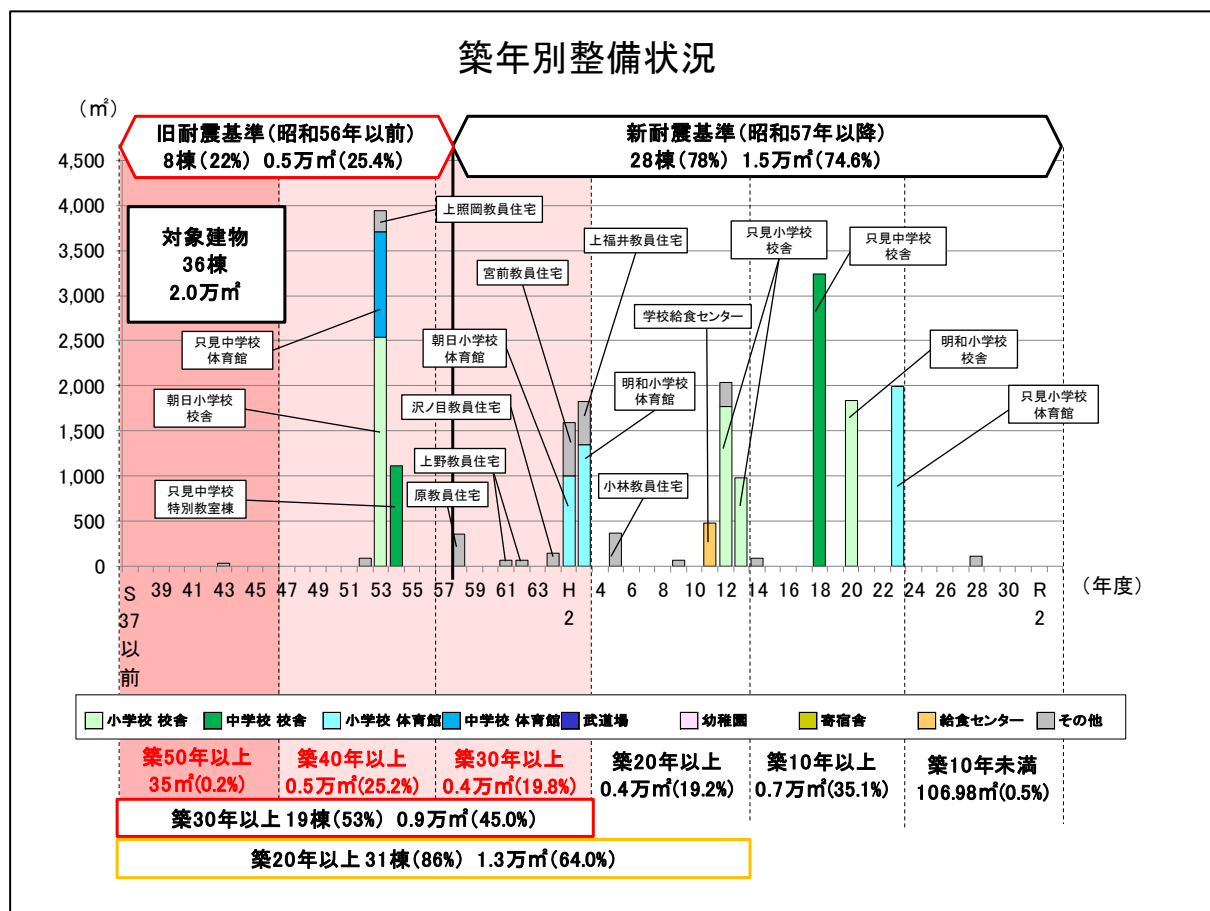 築年別整備状況
（㎡）
旧耐震基準（昭和56年以前）
8棟（22%） 0.5万㎡（25.4%）
新耐震基準（昭和57年以降）
28棟（78%） 1.5万㎡（74.6%）
4,500
4,000
3,500
3,000
2,500
2,000
1,500
1,000
500
0
対象建物
36棟
2.0万㎡
上照岡教員住宅
只見中学校
体育館
朝日小学校
校舎
只見中学校
特別教室棟
宮前教員住宅
朝日小学校
体育館
沢ノ目教員住宅
上野教員住宅
原教員住宅
上福井教員住宅
明和小学校
体育館
小林教員住宅
学校給食センター
只見小学校
校舎
只見中学校
校舎
明和小学校
校舎
只見小学校
体育館
S
37
以
前
39 41 43 45 47 49 51 53 55 57 59 61 63 H
2 4 6 8 10 12 14 16 18 20 22 24 26 28 30 R
2
（年度）
小学校 校舎 中学校 校舎 小学校 体育館 中学校 体育館 武道場 幼稚園 寄宿舎 給食センター その他
築50年以上
35㎡(0.2%)
築40年以上
0.5万㎡(25.2%)
築30年以上
0.4万㎡(19.8%)
築20年以上
0.4万㎡(19.2%)
築10年以上
0.7万㎡(35.1%)
築10年未満
106.98㎡(0.5%)
築30年以上 19棟(53%) 0.9万㎡(45.0%)
築20年以上 31棟(86%) 1.3万㎡(64.0%)